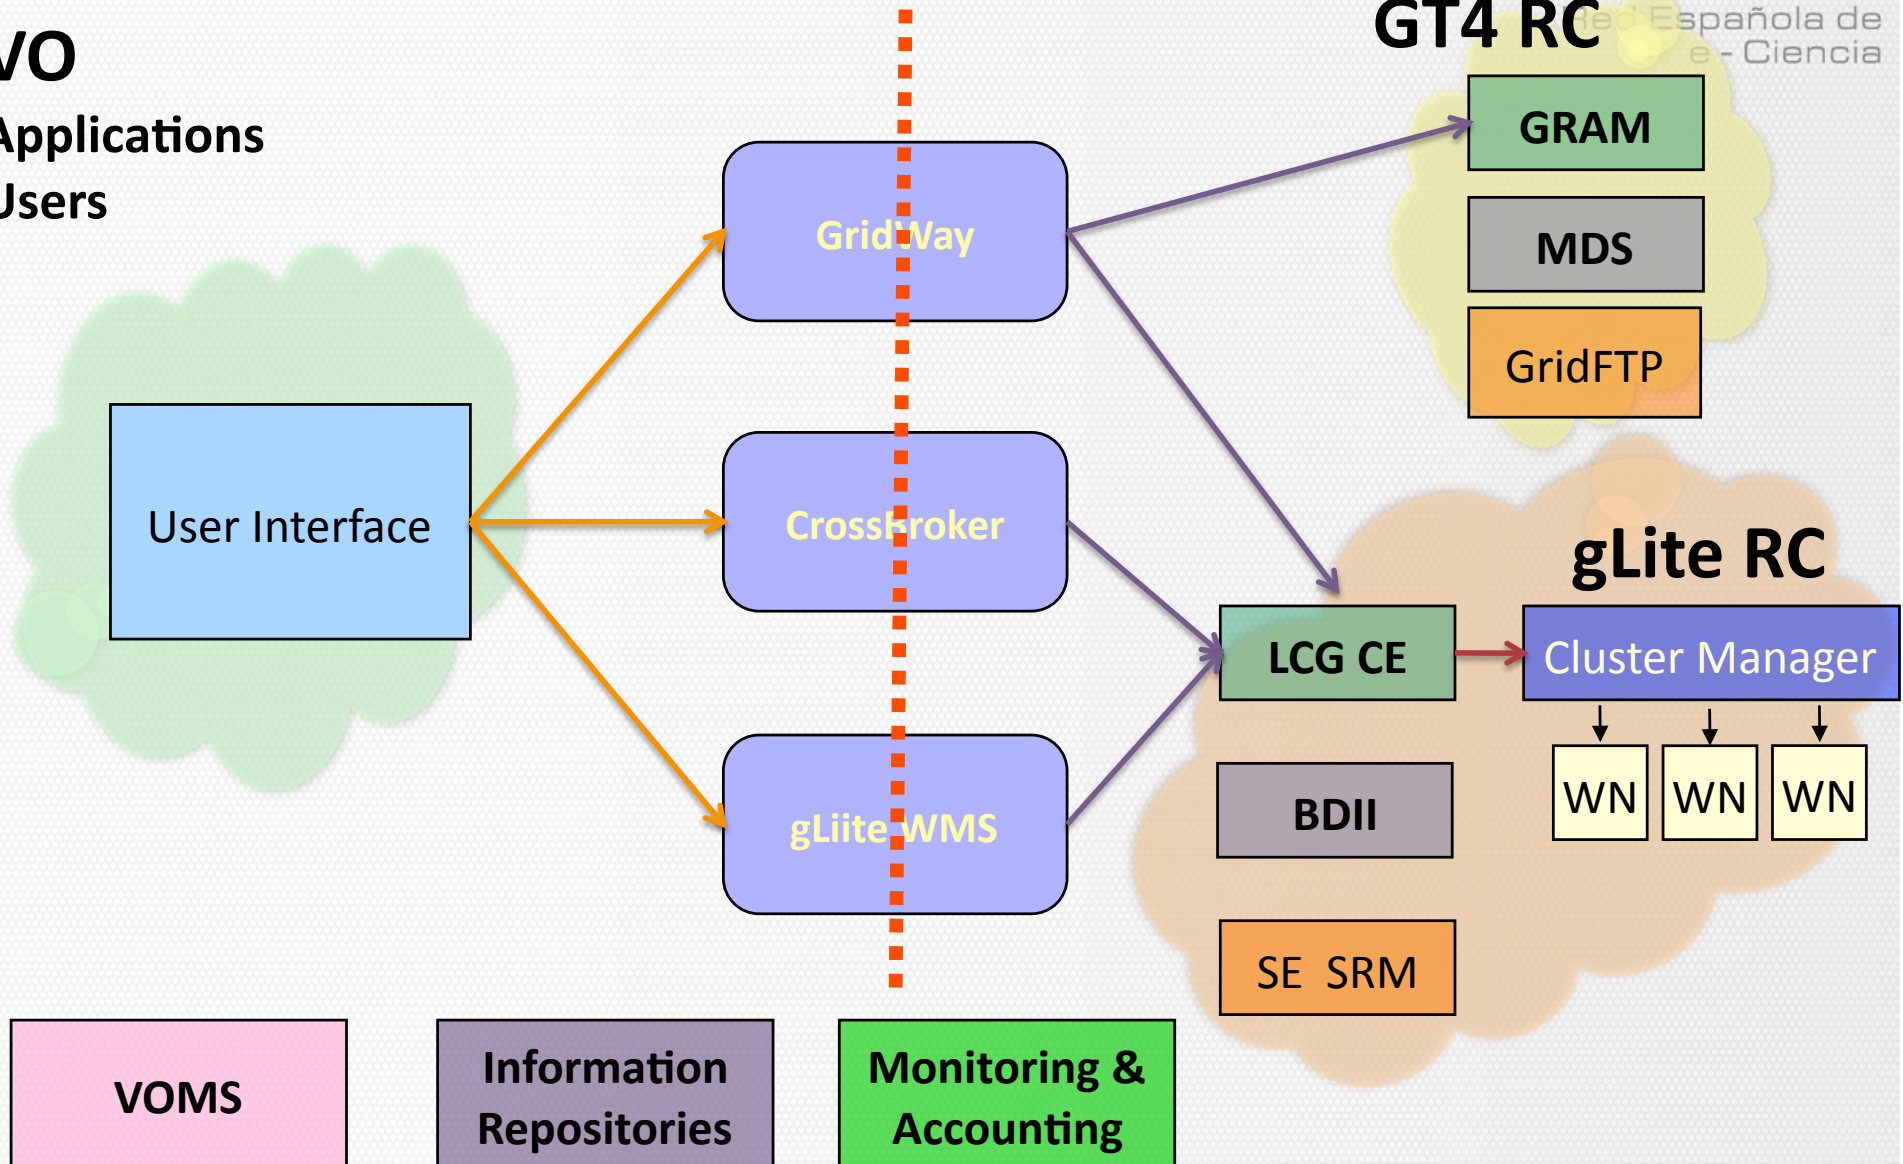 VO
Applications
Users
GT4 RC
Red Española de
e - Ciencia
GRAM
MDS
GridFTP
GridWay
User Interface
CrossBroker
gLite RC
LCG CE
Cluster Manager
WN WN WN
gLiite WMS
BDII
SE SRM
VOMS
Information
Repositories
Monitoring &
Accounting